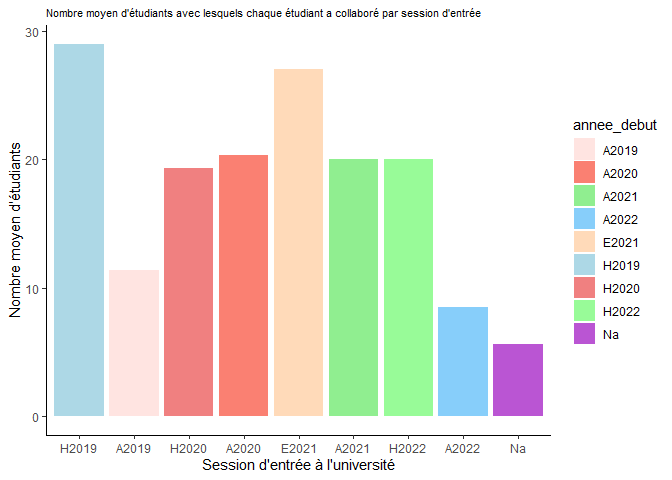 Nombre moyen d'étudiants avec lesquels chaque étudiant a collaboré par session d'entrée
30
20
10
0
Nombre moyen d'étudiants
H2019 A2019 H2020 A2020 E2021 A2021 H2022 A2022 Na
Session d'entrée à l'université
annee_debut
A2019
A2020
A2021
A2022
E2021
H2019
H2020
H2022
Na